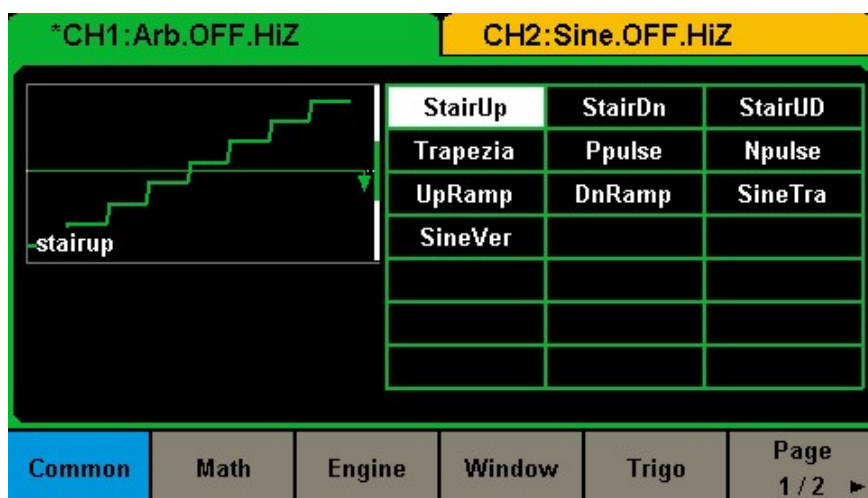 *CH1:Arb.OFF.HiZ CH2:Sine.OFF.HiZ
stairup
StairUp StairDn StairUD
Trapezia Ppulse Npulse
UpRamp DnRamp SineTra
SineVer
Common Math Engine Window Trigo Page
1/2 ►